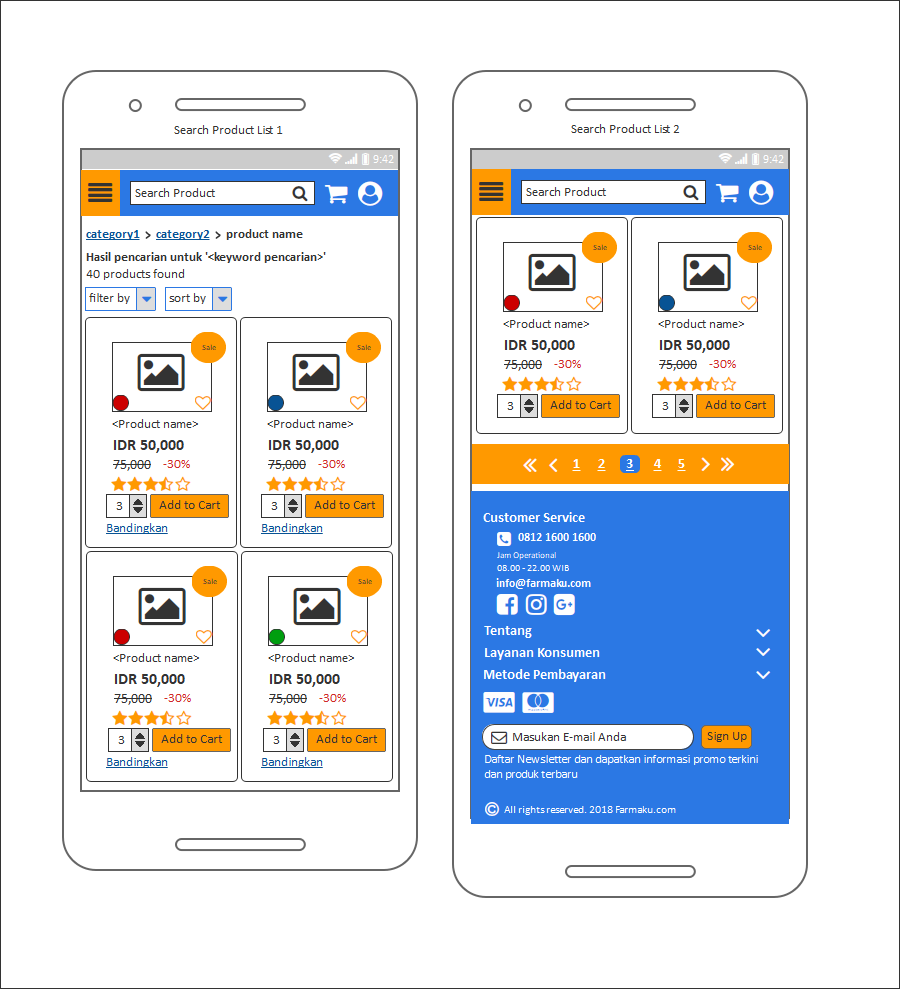 Search Product List 1
9:42
Search Product
category1 > category2 > product name
Hasil pencarian untuk '<keyword pencarian>'
40 products found
filter by sort by
Sale
<Product name>
IDR 50,000
75,000 -30%
3 Add to Cart
Bandingkan
Sale
<Product name>
IDR 50,000
75,000 -30%
3 Add to Cart
Bandingkan
Sale
<Product name>
IDR 50,000
75,000 -30%
3 Add to Cart
Bandingkan
Sale
<Product name>
IDR 50,000
75,000 -30%
3 Add to Cart
Bandingkan
Search Product List 2
9:42
Search Product
Sale
<Product name>
IDR 50,000
75,000 -30%
3 Add to Cart
Sale
<Product name>
IDR 50,000
75,000 -30%
3 Add to Cart
1 2 3 4 5
Customer Service
0812 1600 1600
Jam Operational
08.00 - 22.00 WIB
info@farmaku.com
G+
Tentang
Layanan Konsumen
Metode Pembayaran
VISA
Masukan E-mail Anda Sign Up
Daftar Newsletter dan dapatkan informasi promo terkini
dan produk terbaru
© All rights reserved. 2018 Farmaku.com